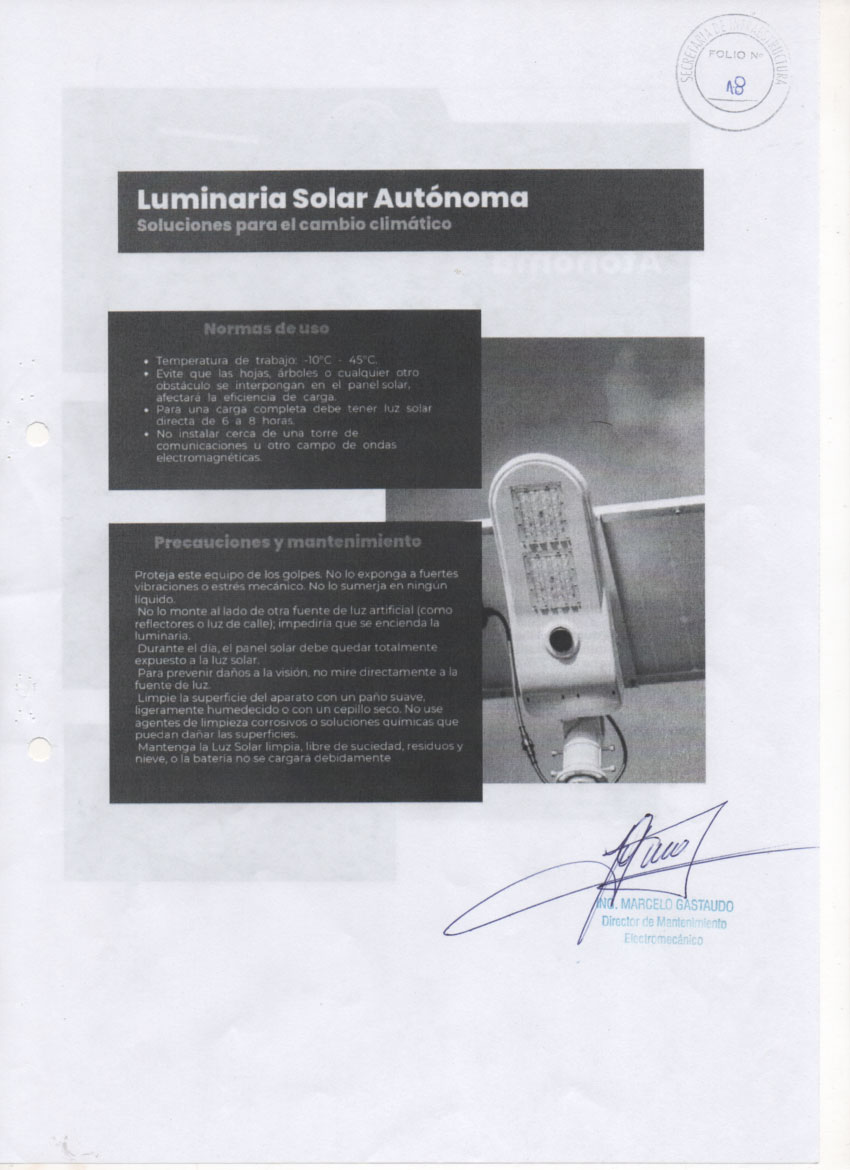 SECRETARIA DE INFRAESTRUCTURA
FOLIO Nº
18
Luminaria Solar Autónoma
Soluciones para el cambio climático
Normas de uso
• Temperatura de trabajo: -10°C - 45°C.
• Evite que las hojas, árboles o cualquier otro
obstáculo se interpongan en el panel solar,
afectará la eficiencia de carga.
• Para una carga completa debe tener luz solar
directa de 6 a 8 horas.
• No instalar cerca de una torre de
comunicaciones u otro campo de ondas
electromagnéticas.
Precauciones y mantenimiento
Proteja este equipo de los golpes. No lo exponga a fuertes
vibraciones o estrés mecánico. No lo sumerja en ningún
líquido.
No lo monte al lado de otra fuente de luz artificial (como
reflectores o luz de calle); impediría que se encienda la
luminaria.
Durante el día, el panel solar debe quedar totalmente
expuesto a la luz solar.
Para prevenir daños a la visión, no mire directamente a la
fuente de luz.
Limpie la superficie del aparato con un paño suave,
ligeramente humedecido o con un cepillo seco. No use
agentes de limpieza corrosivos o soluciones químicas que
puedan dañar las superficies.
Mantenga la Luz Solar limpia, libre de suciedad, residuos y
nieve, o la batería no se cargará debidamente
ING. MARCELO GASTAUDO
Director de Mantenimiento
Electromecánico